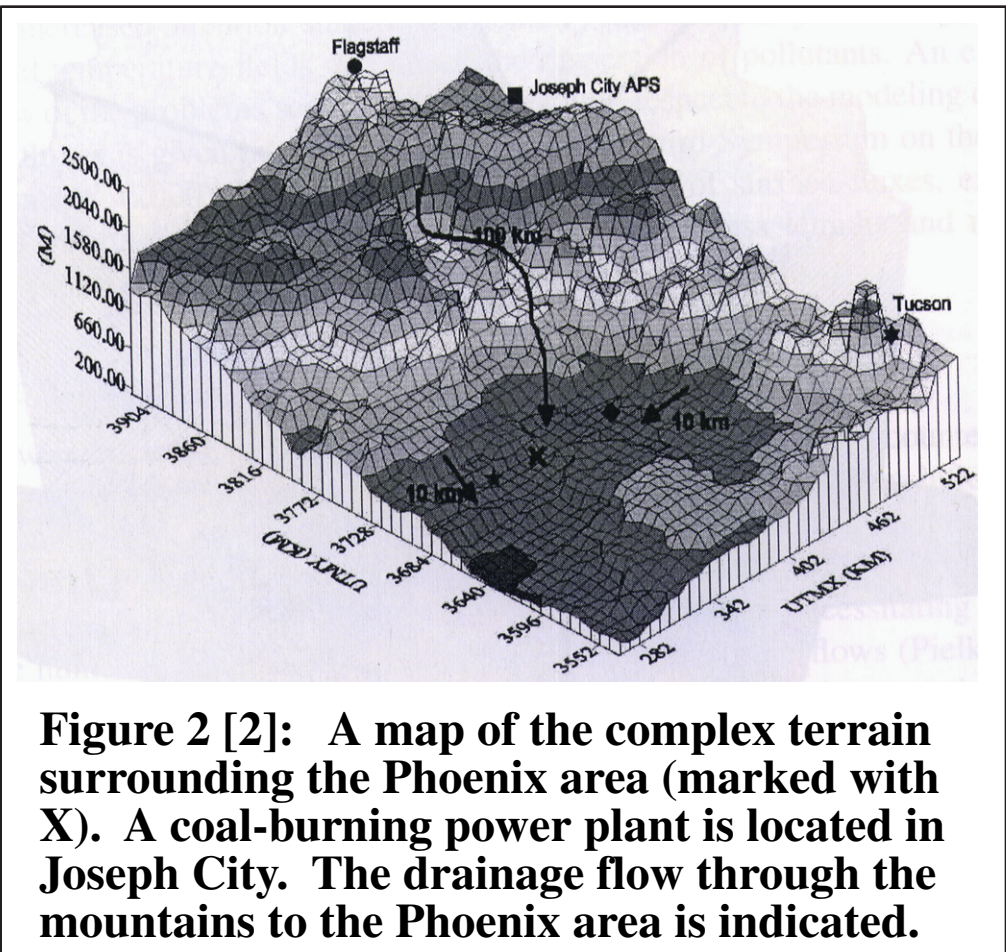 Flagstaff
Joseph City APS
2500.00
2040.00
1580.00
1120.00
660.00
200.00
(M)
100 km
Tucson
10 km
10 km
3904
3860
3816
3772
3728
3684
3640
3596
3552
UTMY (KM)
282
342
402
462
522
UTMX (KM)
Figure 2 [2]: A map of the complex terrain
surrounding the Phoenix area (marked with
X). A coal-burning power plant is located in
Joseph City. The drainage flow through the
mountains to the Phoenix area is indicated.